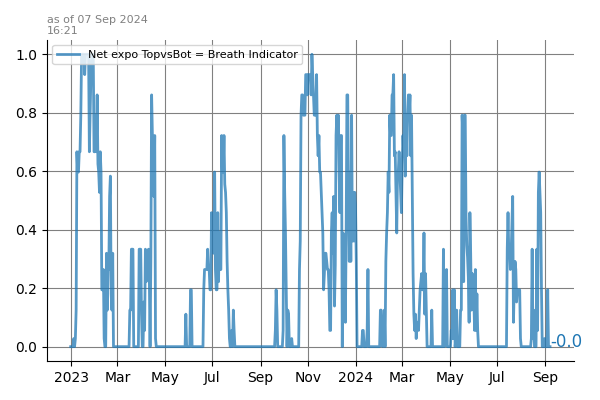 as of 07 Sep 2024
16:21
Net expo TopvsBot = Breath Indicator
1.0
0.8
0.6
0.4
0.2
0.0
-0.0
2023 Mar May Jul Sep Nov 2024 Mar May Jul Sep